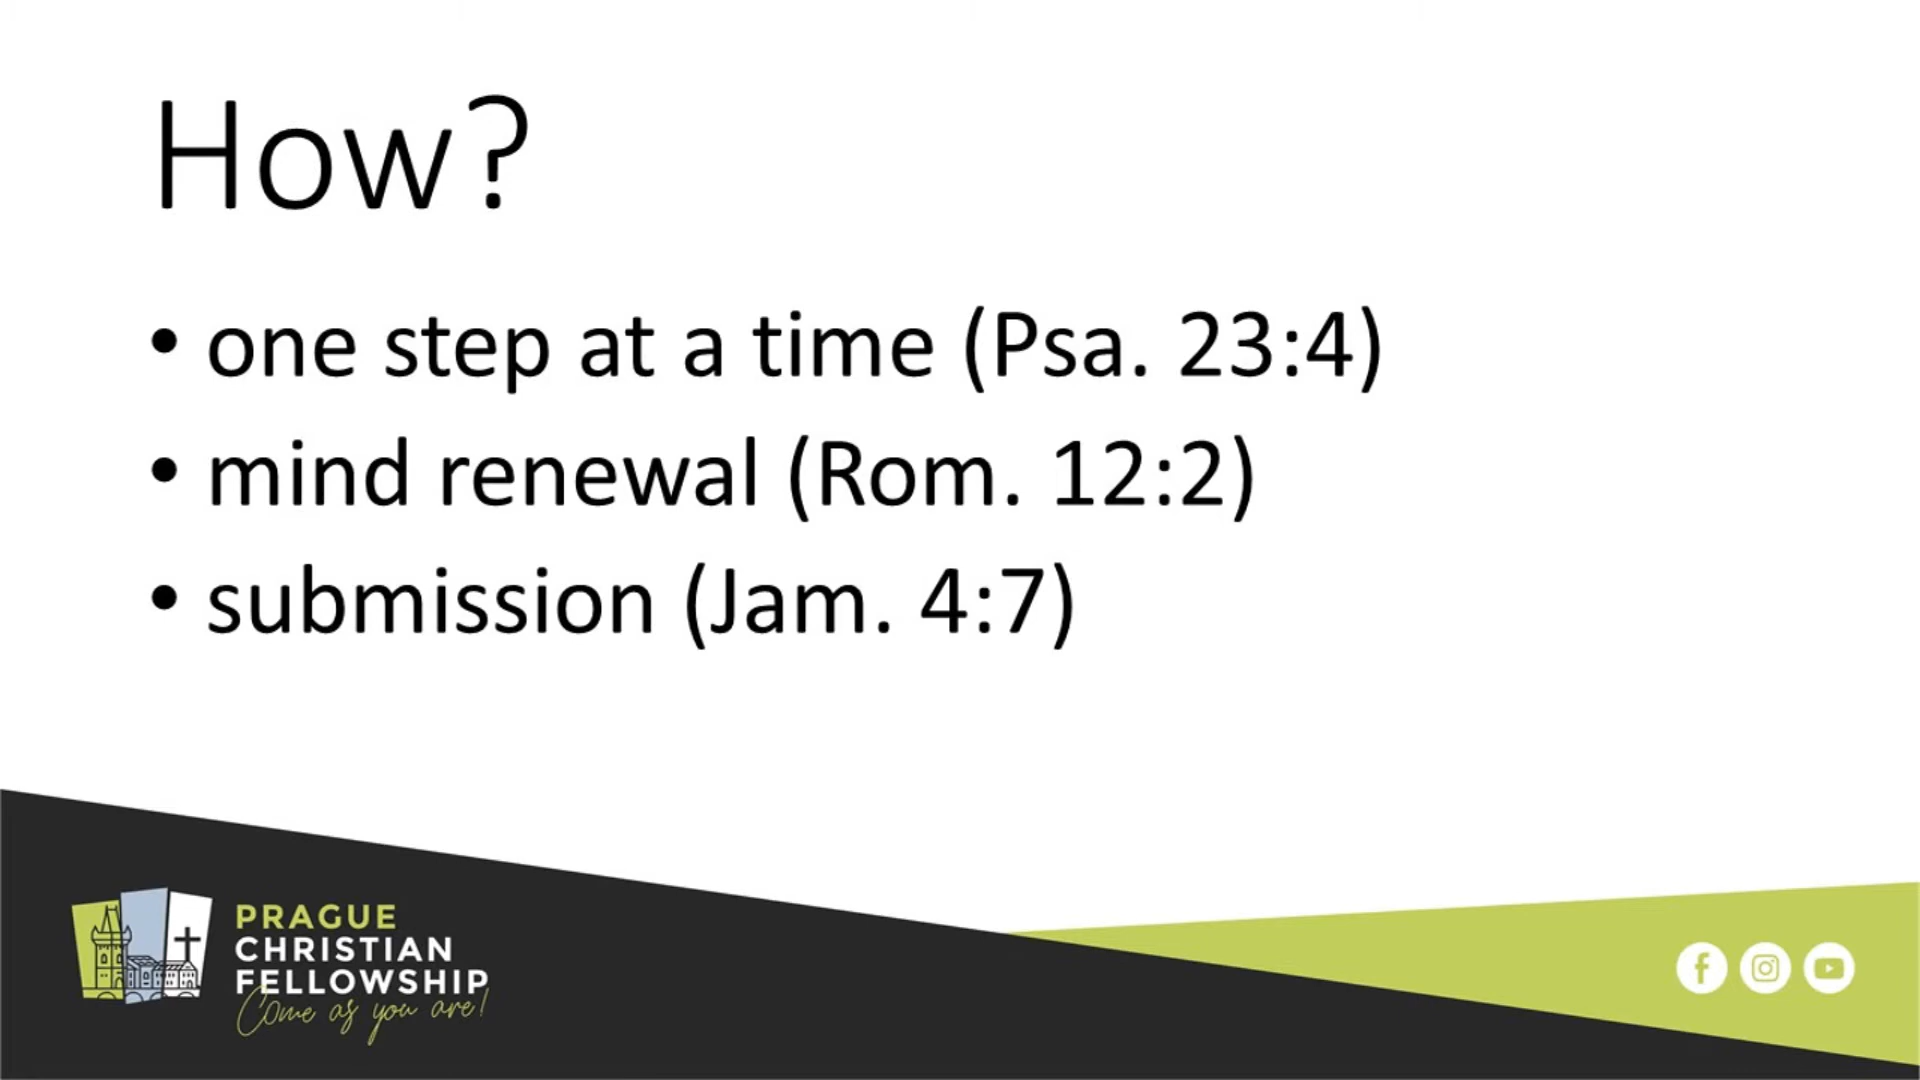 How?
• one step at a time (Psa. 23:4)
• mind renewal (Rom. 12:2)
• submission (Jam. 4:7)
PRAGUE
CHRISTIAN
FELLOWSHIP
Come as you are!